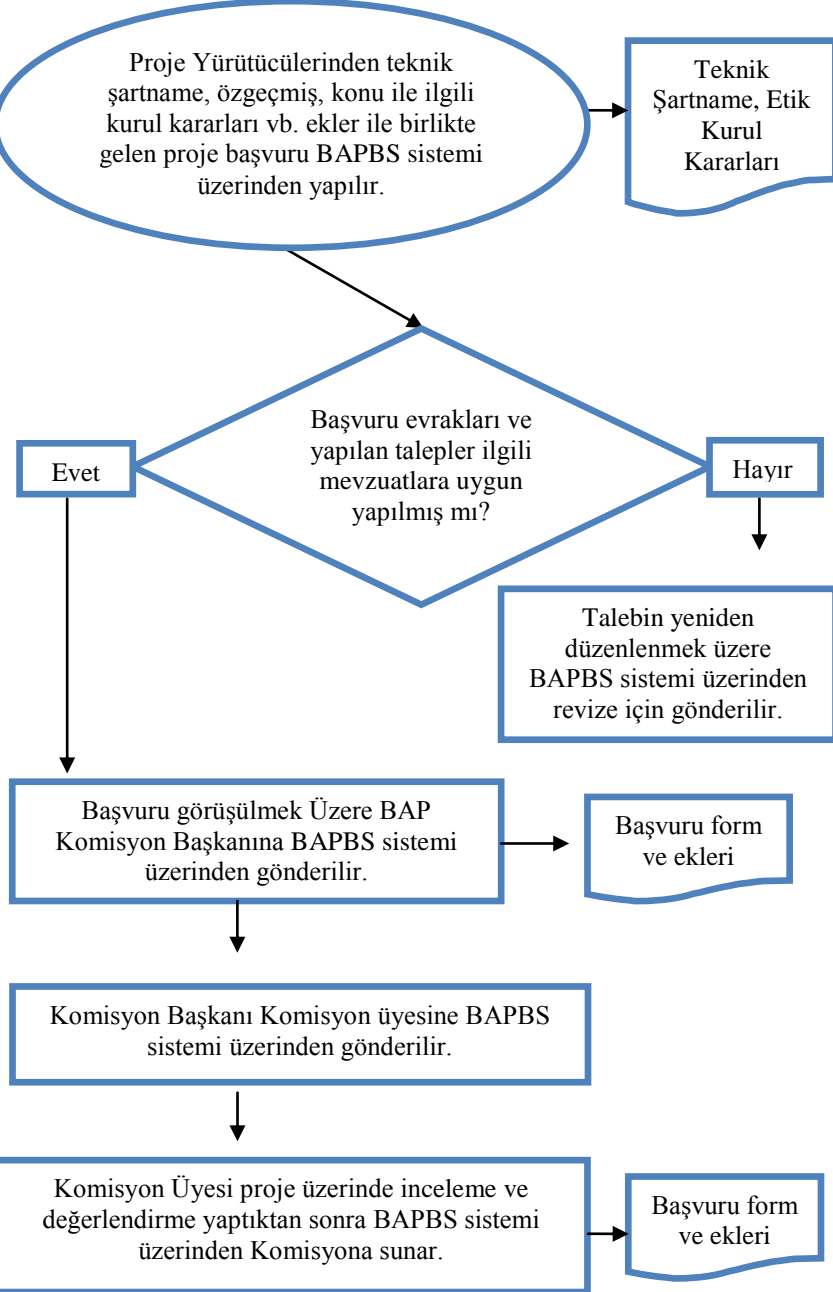 Proje Yürütücülerinden teknik
şartname, özgeçmiş, konu ile ilgili
kurul kararları vb. ekler ile birlikte
gelen proje başvuru BAPBS sistemi
üzerinden yapılır.
Teknik
Şartname, Etik
Kurul
Kararları
Başvuru evrakları ve
yapılan talepler ilgili
mevzuatlara uygun
yapılmış mı?
Evet
Hayır
Talebin yeniden
düzenlenmek üzere
BAPBS sistemi üzerinden
revize için gönderilir.
Başvuru görüşülmek Üzere BAP
Komisyon Başkanına BAPBS sistemi
üzerinden gönderilir.
Başvuru form
ve ekleri
Komisyon Başkanı Komisyon üyesine BAPBS
sistemi üzerinden gönderilir.
Komisyon Üyesi proje üzerinde inceleme ve
değerlendirme yaptıktan sonra BAPBS sistemi
üzerinden Komisyona sunar.
Başvuru form
ve ekleri